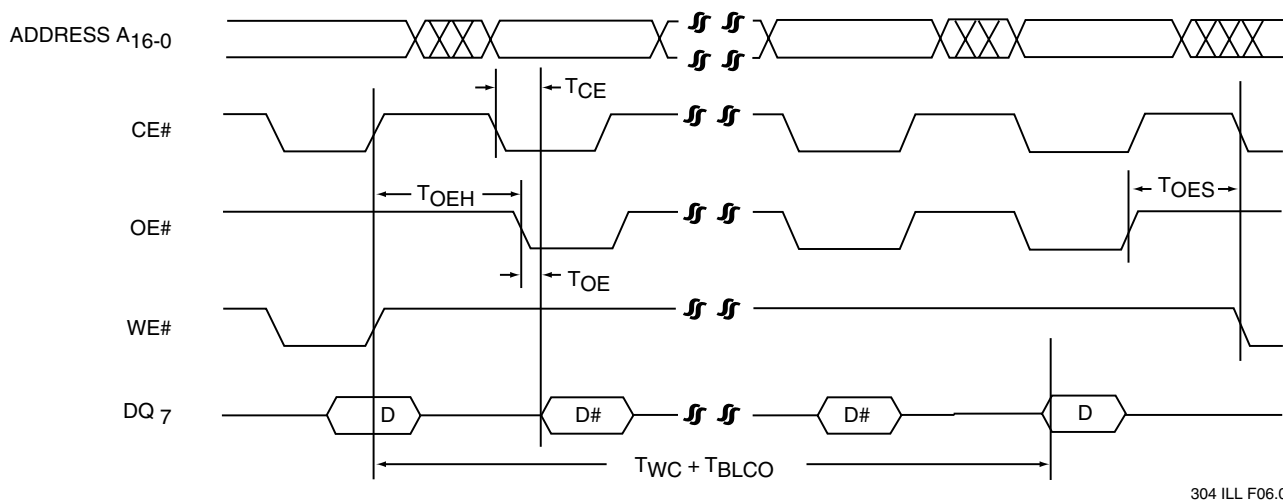 ADDRESS A16-0
TCE
CE#
TOEH
TOES
OE#
TOE
WE#
DQ 7
D
D#
D#
D
TWC + TBLCO
304 ILL F06.0